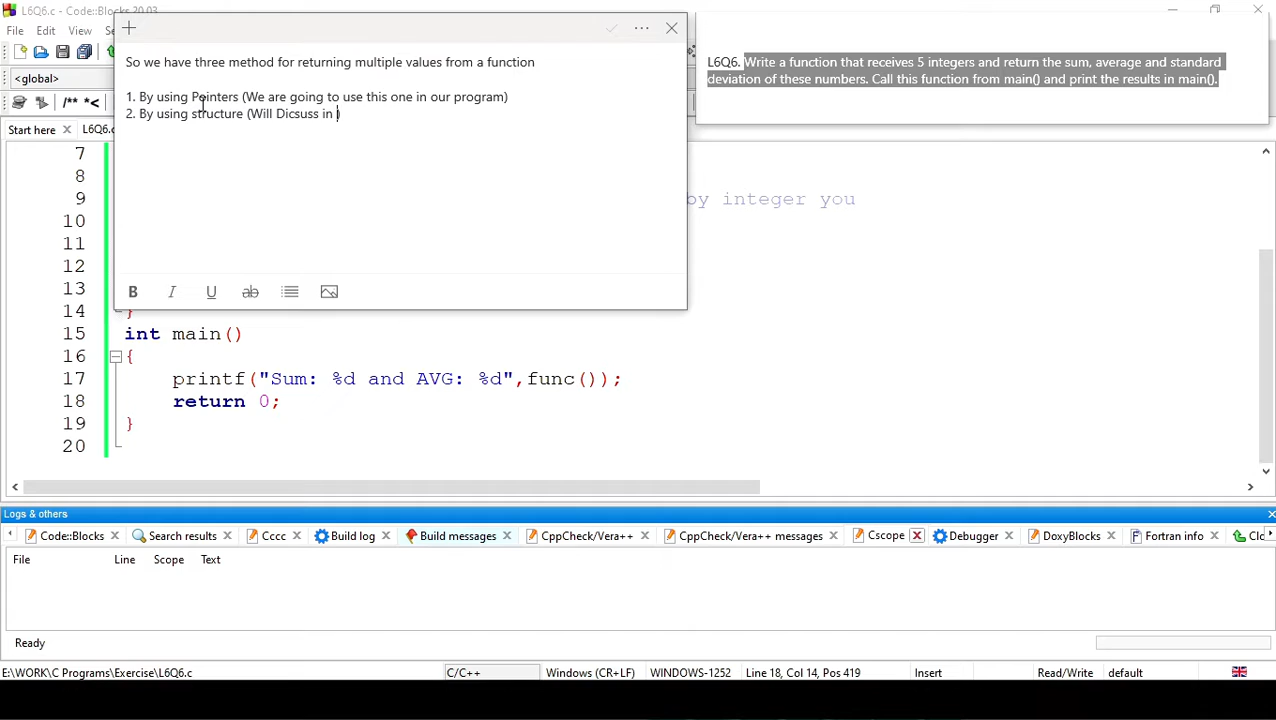 L6Q6.c - Code::Blocks 20.03
File Edit View
So we have three method for returning multiple values from a function
1. By using Pointers (We are going to use this one in our program)
2. By using structure (Will Dicsuss in )
B I U ab
L6Q6. Write a function that receives 5 integers and return the sum, average and standard
deviation of these numbers. Call this function from main() and print the results in main().
<global>
/** *<
Start here × L6Q6.
7
8
9 by integer you
10
11
12
13
14 }
15 int main()
16 {
17 printf("Sum: %d and AVG: %d",func());
18 return 0;
19 }
20
Logs & others
Code::Blocks × Search results × Cccc × Build log × Build messages × CppCheck/Vera++ × CppCheck/Vera++ messages × Cscope × Debugger × DoxyBlocks × Fortran info × Clo
File Line Scope Text
Ready
E:\WORK\C Programs\Exercise\L6Q6.c C/C++ Windows (CR+LF) WINDOWS-1252 Line 18, Col 14, Pos 419 Insert Read/Write default